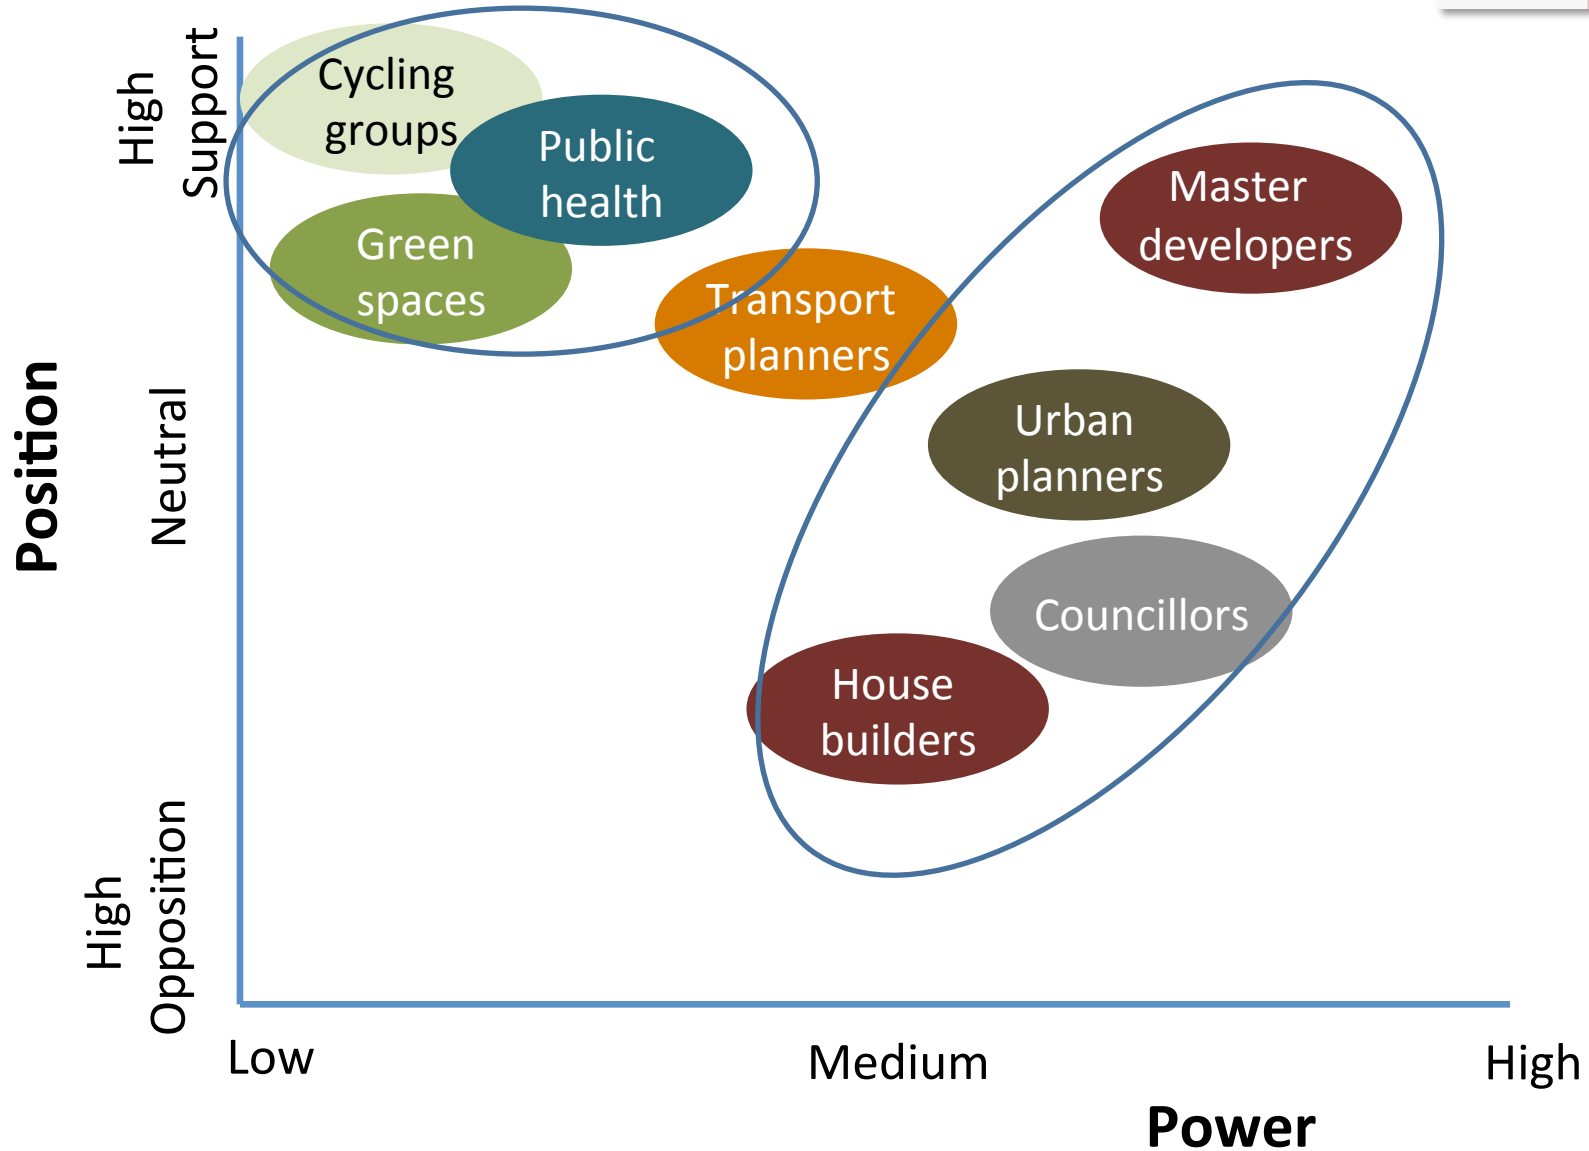 High
Support
Cycling
groups
Public
health
Green
spaces
Master
developers
Transport
planners
Position
Neutral
Urban
planners
Councillors
House
builders
High
Opposition
Low
Medium
High
Power